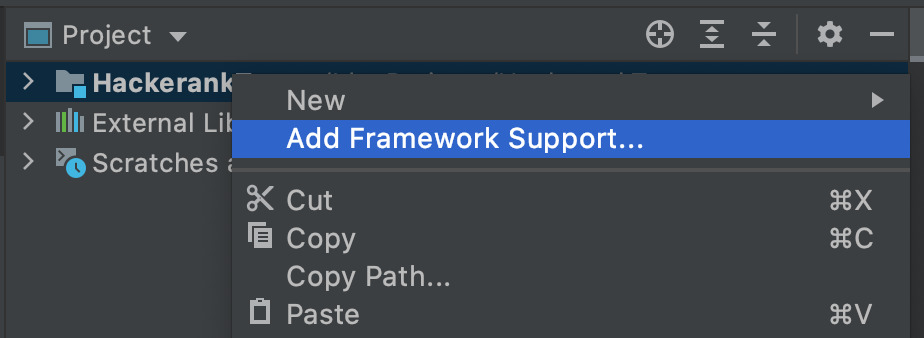 Project
Hackerank
New
External Lib
Add Framework Support...
Scratches
Cut ⌘X
Copy ⌘C
Copy Path...
Paste ⌘V